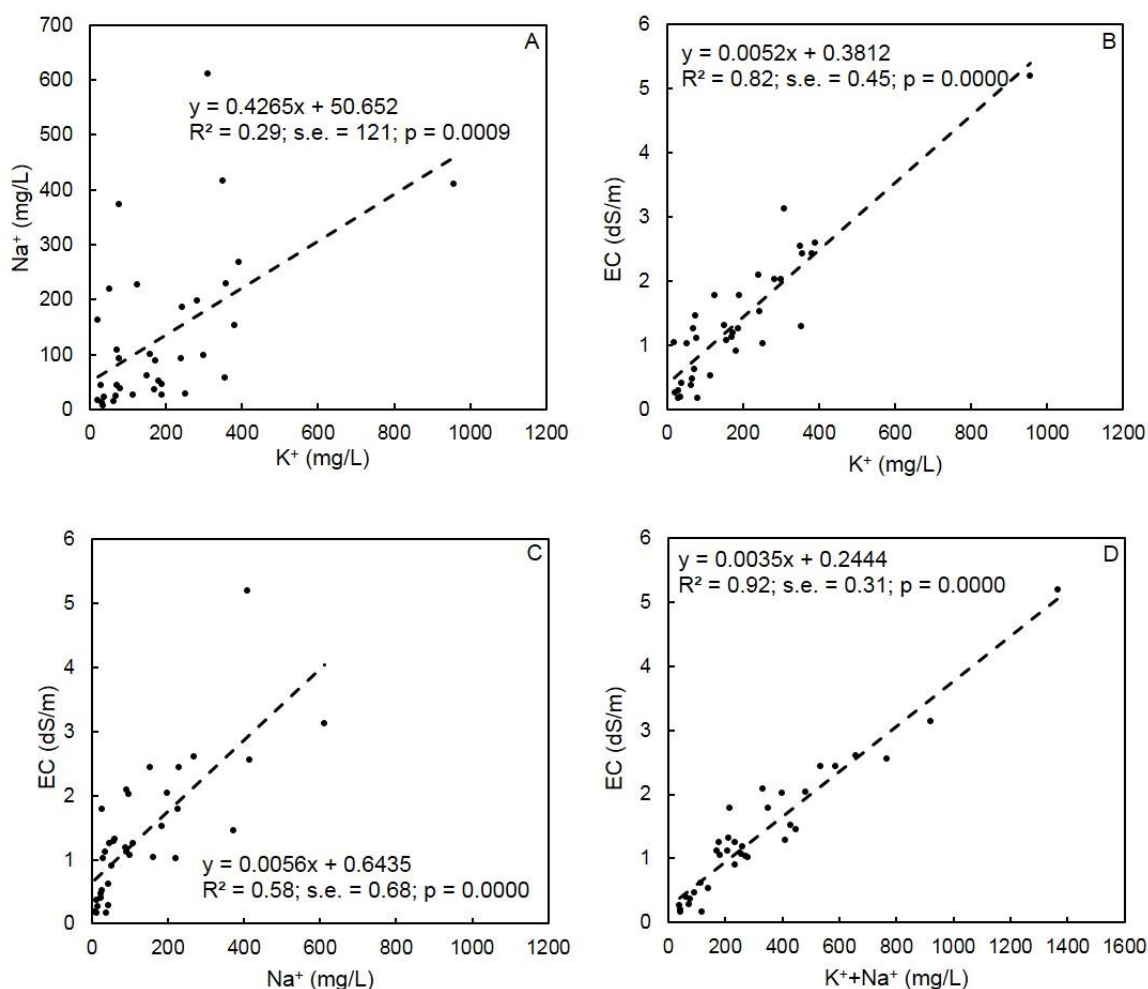 A
700
600
500
400
300
200
100
0
Na⁺ (mg/L)
y = 0.4265x + 50.652
R² = 0.29; s.e. = 121; p = 0.0009
0 200 400 600 800 1000 1200
K⁺ (mg/L)
B
6
5
4
3
2
1
0
EC (dS/m)
y = 0.0052x + 0.3812
R² = 0.82; s.e. = 0.45; p = 0.0000
0 200 400 600 800 1000 1200
K⁺ (mg/L)
C
6
5
4
3
2
1
0
EC (dS/m)
y = 0.0056x + 0.6435
R² = 0.58; s.e. = 0.68; p = 0.0000
0 200 400 600 800 1000 1200
Na⁺ (mg/L)
D
6
5
4
3
2
1
0
EC (dS/m)
y = 0.0035x + 0.2444
R² = 0.92; s.e. = 0.31; p = 0.0000
0 200 400 600 800 1000 1200 1400 1600
K⁺+Na⁺ (mg/L)